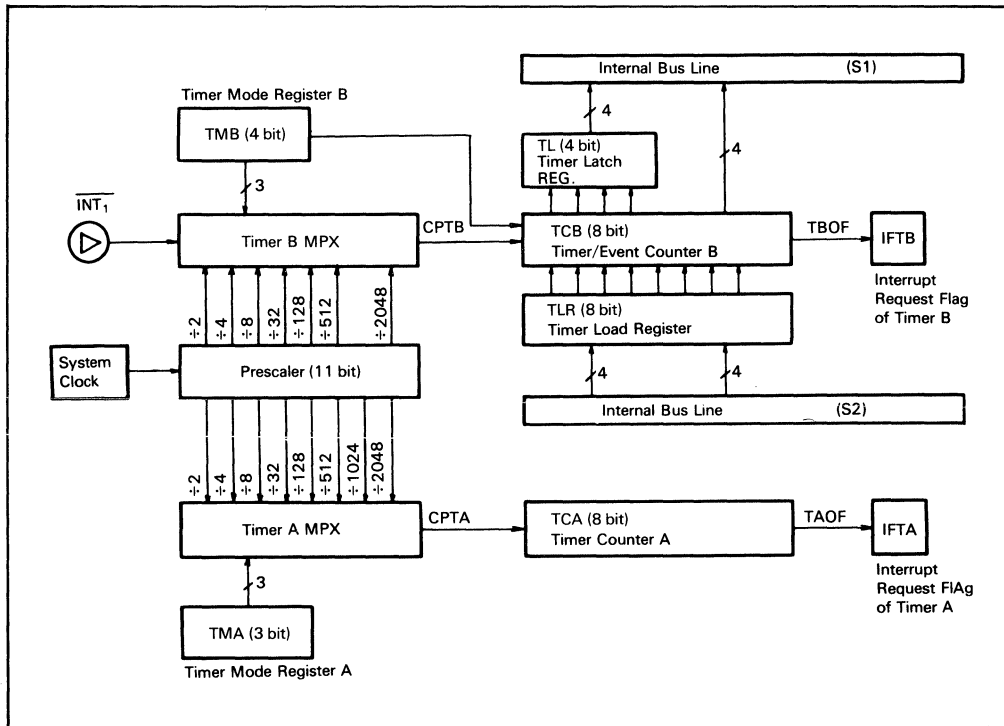 Internal Bus Line (S1)
Timer Mode Register B
TMB (4 bit)
4
TL (4 bit)
Timer Latch
REG.
4
3
INT1
Timer B MPX
CPTB
TCB (8 bit)
Timer/Event Counter B
TBOF
IFTB
Interrupt
Request Flag
of Timer B
÷2
÷4
÷8
÷32
÷128
÷512
÷2048
TLR (8 bit)
Timer Load Register
System
Clock
Prescaler (11 bit)
4
4
Internal Bus Line (S2)
÷2
÷4
÷8
÷32
÷128
÷512
÷1024
÷2048
Timer A MPX
CPTA
TCA (8 bit)
Timer Counter A
TAOF
IFTA
Interrupt
Request FlAg
of Timer A
3
TMA (3 bit)
Timer Mode Register A